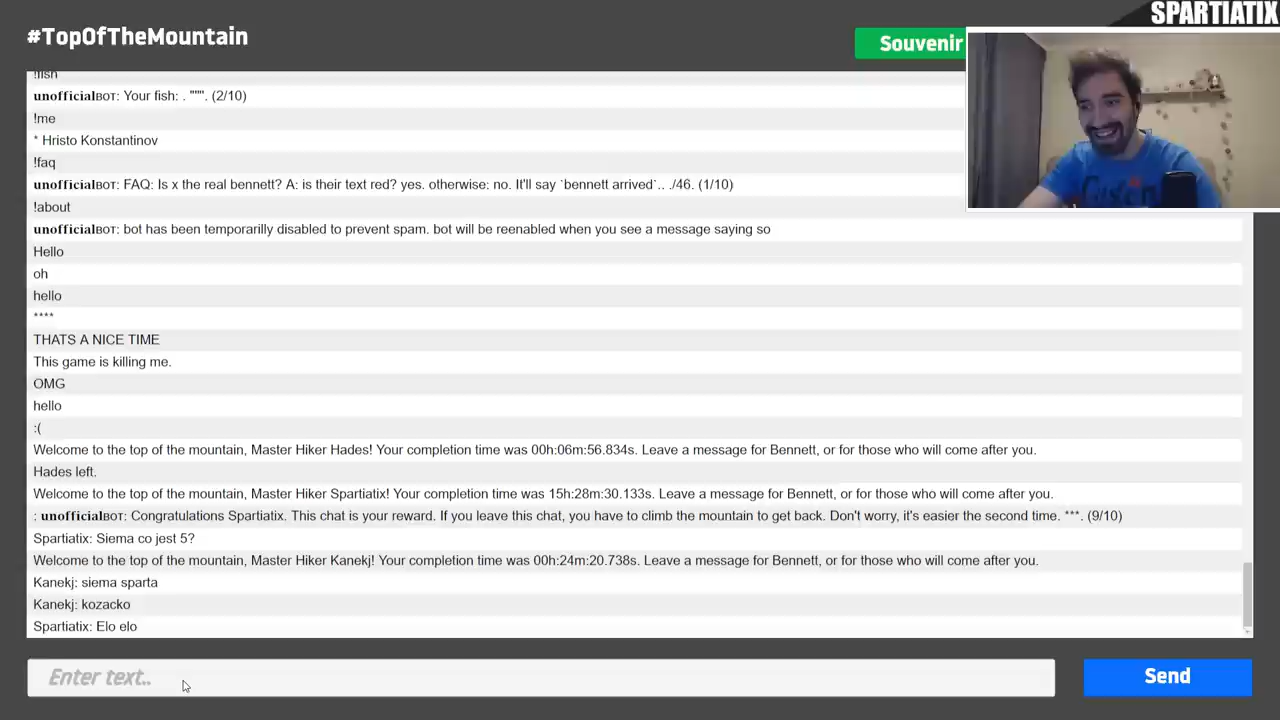 SPARTIATIX
#TopOfTheMountain
Souvenir
!fish
unofficialBOT: Your fish: . """. (2/10)
!me
* Hristo Konstantinov
!faq
unofficialBOT: FAQ: Is x the real bennett? A: is their text red? yes. otherwise: no. It'll say `bennett arrived`.. ./46. (1/10)
!about
unofficialBOT: bot has been temporarilly disabled to prevent spam. bot will be reenabled when you see a message saying so
Hello
oh
hello
****
THATS A NICE TIME
This game is killing me.
OMG
hello
:(
Welcome to the top of the mountain, Master Hiker Hades! Your completion time was 00h:06m:56.834s. Leave a message for Bennett, or for those who will come after you.
Hades left.
Welcome to the top of the mountain, Master Hiker Spartiatix! Your completion time was 15h:28m:30.133s. Leave a message for Bennett, or for those who will come after you.
: unofficialBOT: Congratulations Spartiatix. This chat is your reward. If you leave this chat, you have to climb the mountain to get back. Don't worry, it's easier the second time. ***. (9/10)
Spartiatix: Siema co jest 5?
Welcome to the top of the mountain, Master Hiker Kanekj! Your completion time was 00h:24m:20.738s. Leave a message for Bennett, or for those who will come after you.
Kanekj: siema sparta
Kanekj: kozacko
Spartiatix: Elo elo
Enter text..
Send